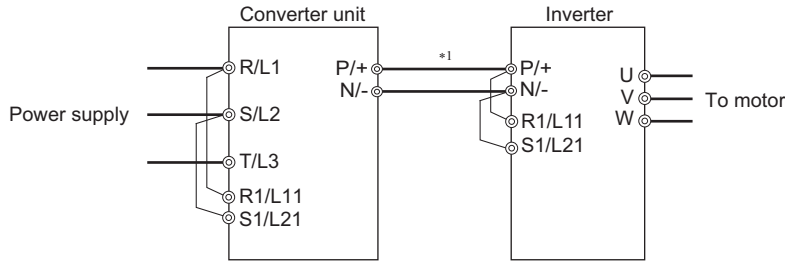 Converter unit
Inverter
R/L1
P/+
*1
P/+
U
N/-
N/-
V
To motor
Power supply
S/L2
R1/L11
W
S1/L21
T/L3
R1/L11
S1/L21